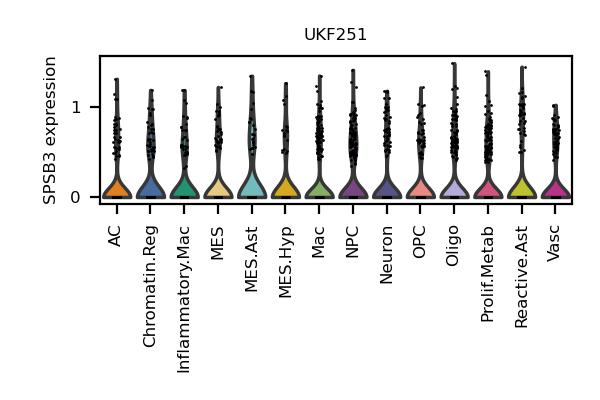 UKF251
SPSB3 expression
1
0
AC
Chromatin.Reg
Inflammatory.Mac
MES
MES.Ast
MES.Hyp
Mac
NPC
Neuron
OPC
Oligo
Prolif.Metab
Reactive.Ast
Vasc